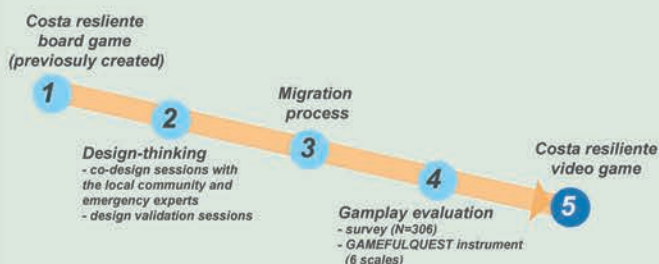 Costa resliente
board game
(previosuly created)
1
2
Design-thinking
- co-design sessions with
the local community and
emergency experts
- design validation sessions
Migration
process
3
4
Gamplay evaluation
- survey (N=306)
- GAMEFULQUEST instrument
(6 scales)
Costa resiliente
video game
5